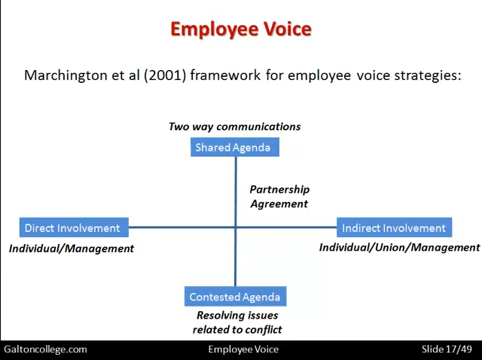 Employee Voice
Marchington et al (2001) framework for employee voice strategies:
Two way communications
Shared Agenda
Partnership
Agreement
Direct Involvement
Indirect Involvement
Individual/Management
Individual/Union/Management
Contested Agenda
Resolving issues
related to conflict
Galtoncollege.com
Employee Voice
Slide 17/49